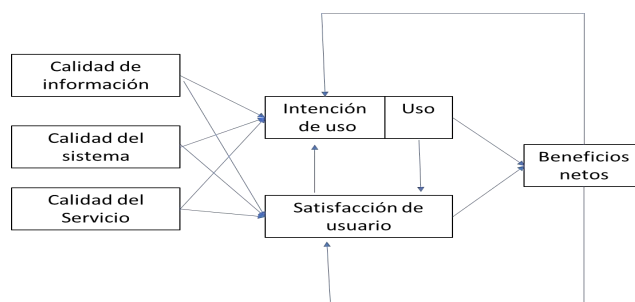 Calidad de
información
Calidad del
sistema
Calidad del
Servicio
Intención
de uso
Uso
Satisfacción de
usuario
Beneficios
netos